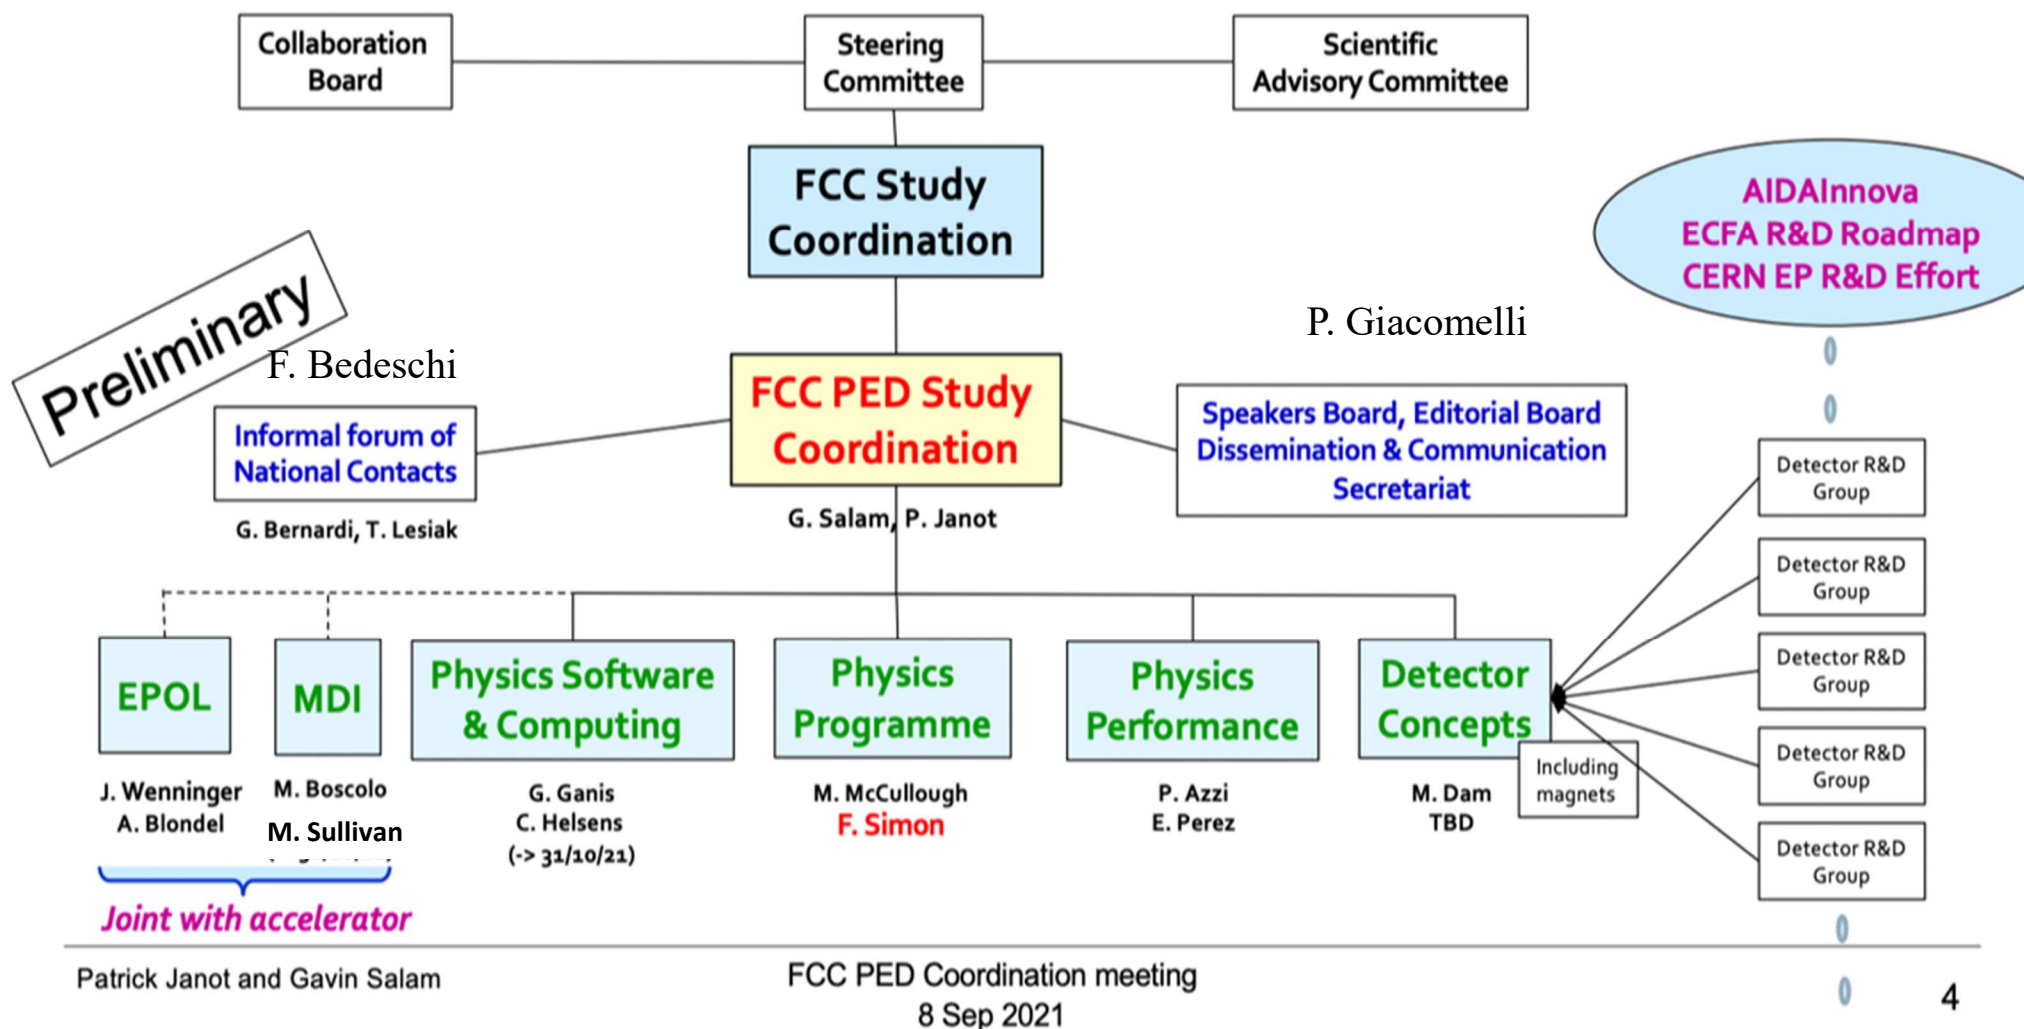 Collaboration
Board
Steering
Committee
Scientific
Advisory Committee
FCC Study
Coordination
AIDAInnova
ECFA R&D Roadmap
CERN EP R&D Effort
Preliminary
F. Bedeschi
P. Giacomelli
Informal forum of
National Contacts
G. Bernardi, T. Lesiak
FCC PED Study
Coordination
G. Salam, P. Janot
Speakers Board, Editorial Board
Dissemination & Communication
Secretariat
Detector R&D
Group
Detector R&D
Group
Detector R&D
Group
Detector R&D
Group
Detector R&D
Group
EPOL
J. Wenninger
A. Blondel
MDI
M. Boscolo
M. Sullivan
Joint with accelerator
Physics Software
& Computing
G. Ganis
C. Helsens
(-> 31/10/21)
Physics
Programme
M. McCullough
F. Simon
Physics
Performance
P. Azzi
E. Perez
Detector
Concepts
M. Dam
TBD
Including
magnets
Patrick Janot and Gavin Salam
FCC PED Coordination meeting
8 Sep 2021
4